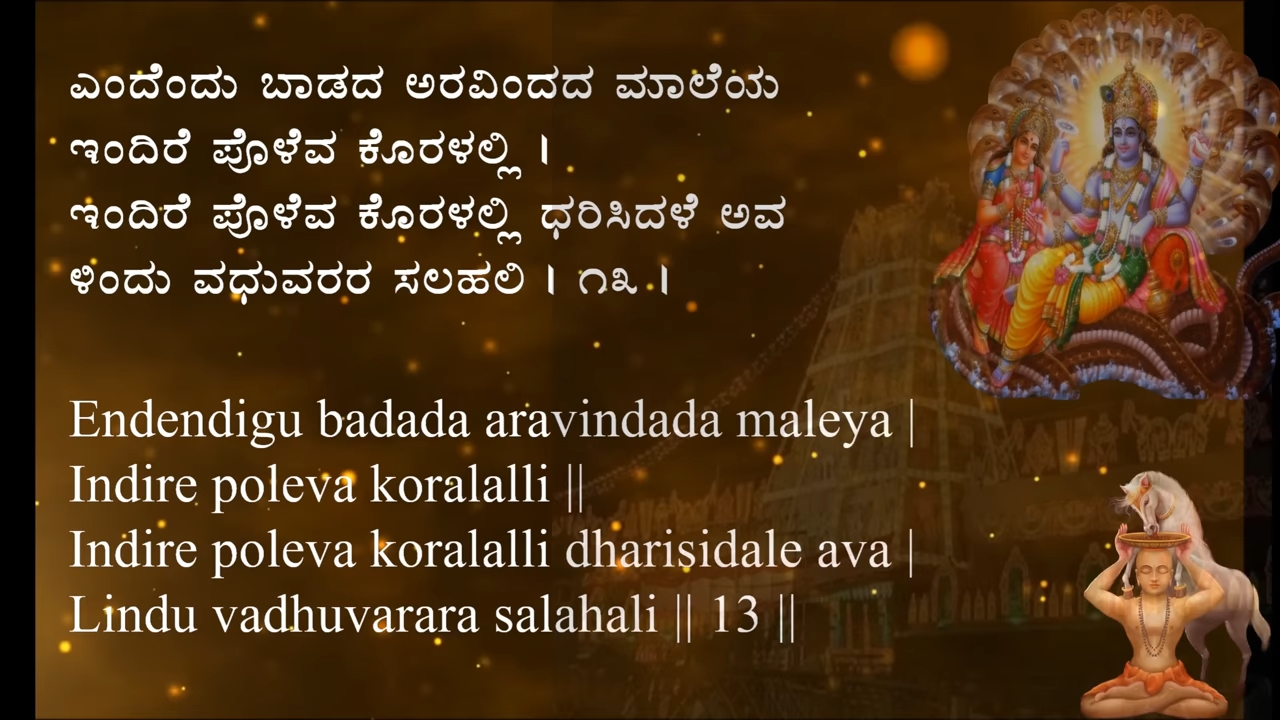 ಎಂದೆಂದು ಬಾಡದ ಅರವಿಂದದ ಮಾಲೆಯ
ಇಂದಿರೆ ಪೊಳೆವ ಕೊರಳಲ್ಲಿ ।
ಇಂದಿರೆ ಪೊಳೆವ ಕೊರಳಲ್ಲಿ ಧರಿಸಿದಳೆ ಅವ
ಳಿಂದು ವಧುವರರ ಸಲಹಲಿ । ೧೩ ।
Endendigu badada aravindada maleya |
Indire poleva koralalli ||
Indire poleva koralalli dharisidale ava |
Lindu vadhuvarara salahali || 13 ||